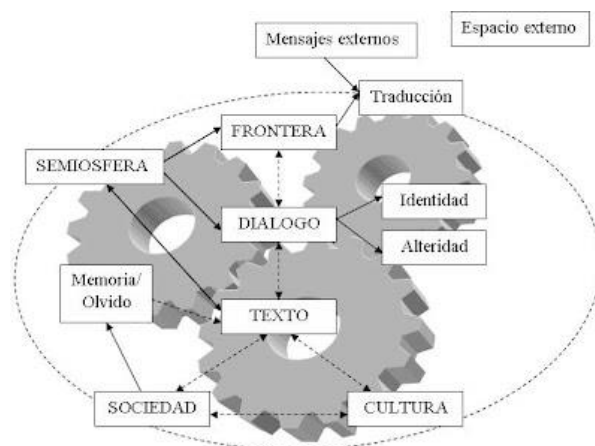 Espacio externo
Mensajes externos
Traducción
FRONTERA
SEMIOSFERA
Identidad
DIALOGO
Alteridad
Memoria/
Olvido
TEXTO
SOCIEDAD
CULTURA